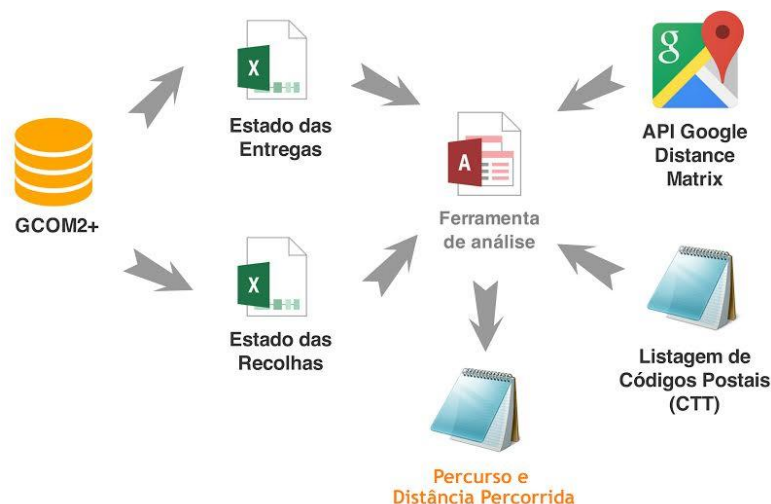 Estado das
Entregas
API Google
Distance
Matrix
GCOM2+
Ferramenta
de análise
Estado das
Recolhas
Listagem de
Códigos Postais
(CTT)
Percurso e
Distância Percorrida
X
X
A
g